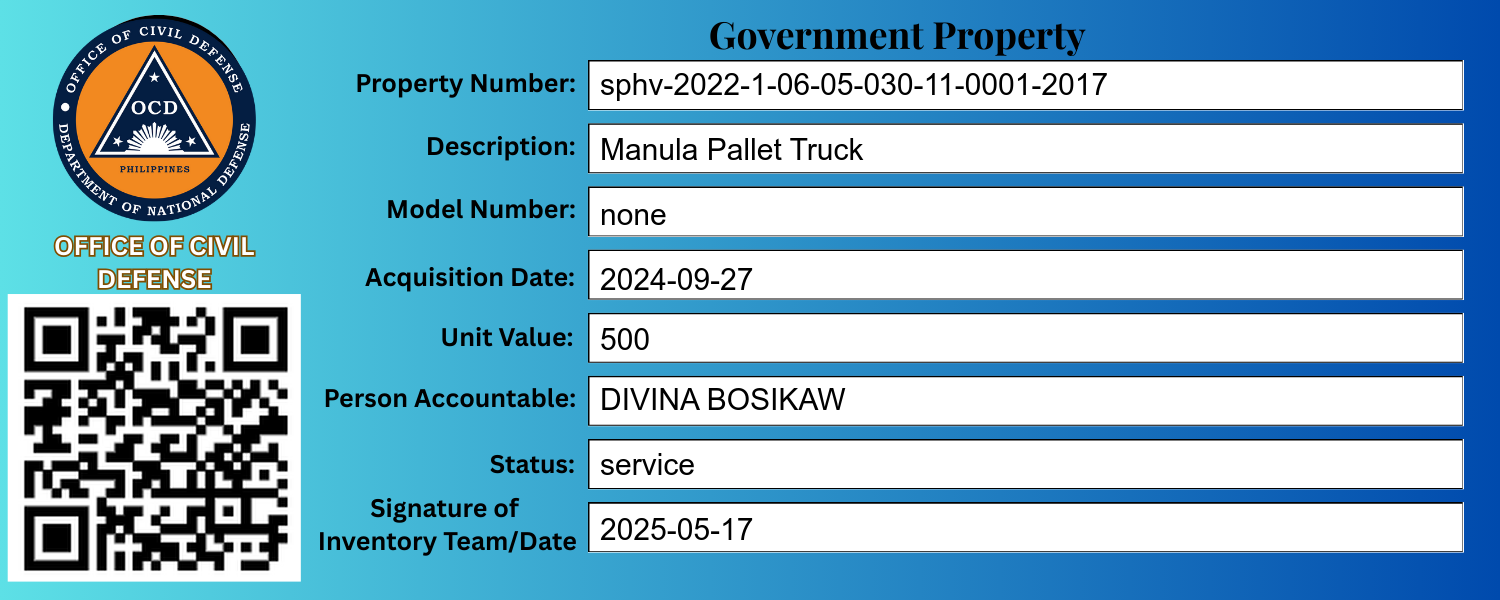 OFFICE OF CIVIL DEFENSE
OCD
PHILIPPINES
DEPARTMENT OF NATIONAL DEFENSE
OFFICE OF CIVIL
DEFENSE
Government Property
Property Number: sphv-2022-1-06-05-030-11-0001-2017
Description: Manula Pallet Truck
Model Number: none
Acquisition Date: 2024-09-27
Unit Value: 500
Person Accountable: DIVINA BOSIKAW
Status: service
Signature of
Inventory Team/Date 2025-05-17